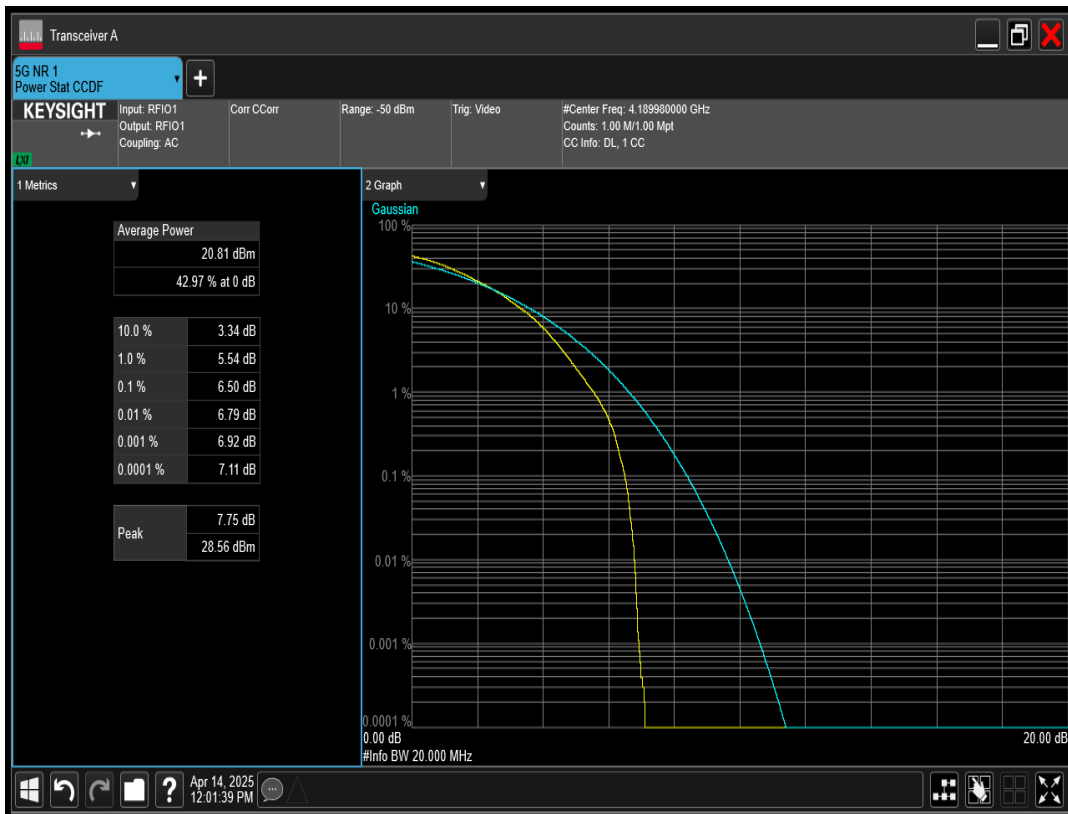 Transceiver A
5G NR 1
Power Stat CCDF
+
KEYSIGHT
LXI
Input: RFIO1
Output: RFIO1
Coupling: AC
Corr CCorr
Range: -50 dBm
Trig: Video
#Center Freq: 4.189980000 GHz
Counts: 1.00 M/1.00 Mpt
CC Info: DL, 1 CC
1 Metrics
Average Power
20.81 dBm
42.97 % at 0 dB
10.0 % 3.34 dB
1.0 % 5.54 dB
0.1 % 6.50 dB
0.01 % 6.79 dB
0.001 % 6.92 dB
0.0001 % 7.11 dB
Peak
7.75 dB
28.56 dBm
2 Graph
Gaussian
100 %
10 %
1 %
0.1 %
0.01 %
0.001 %
0.0001 %
0.00 dB 20.00 dB
#Info BW 20.000 MHz
?
Apr 14, 2025
12:01:39 PM